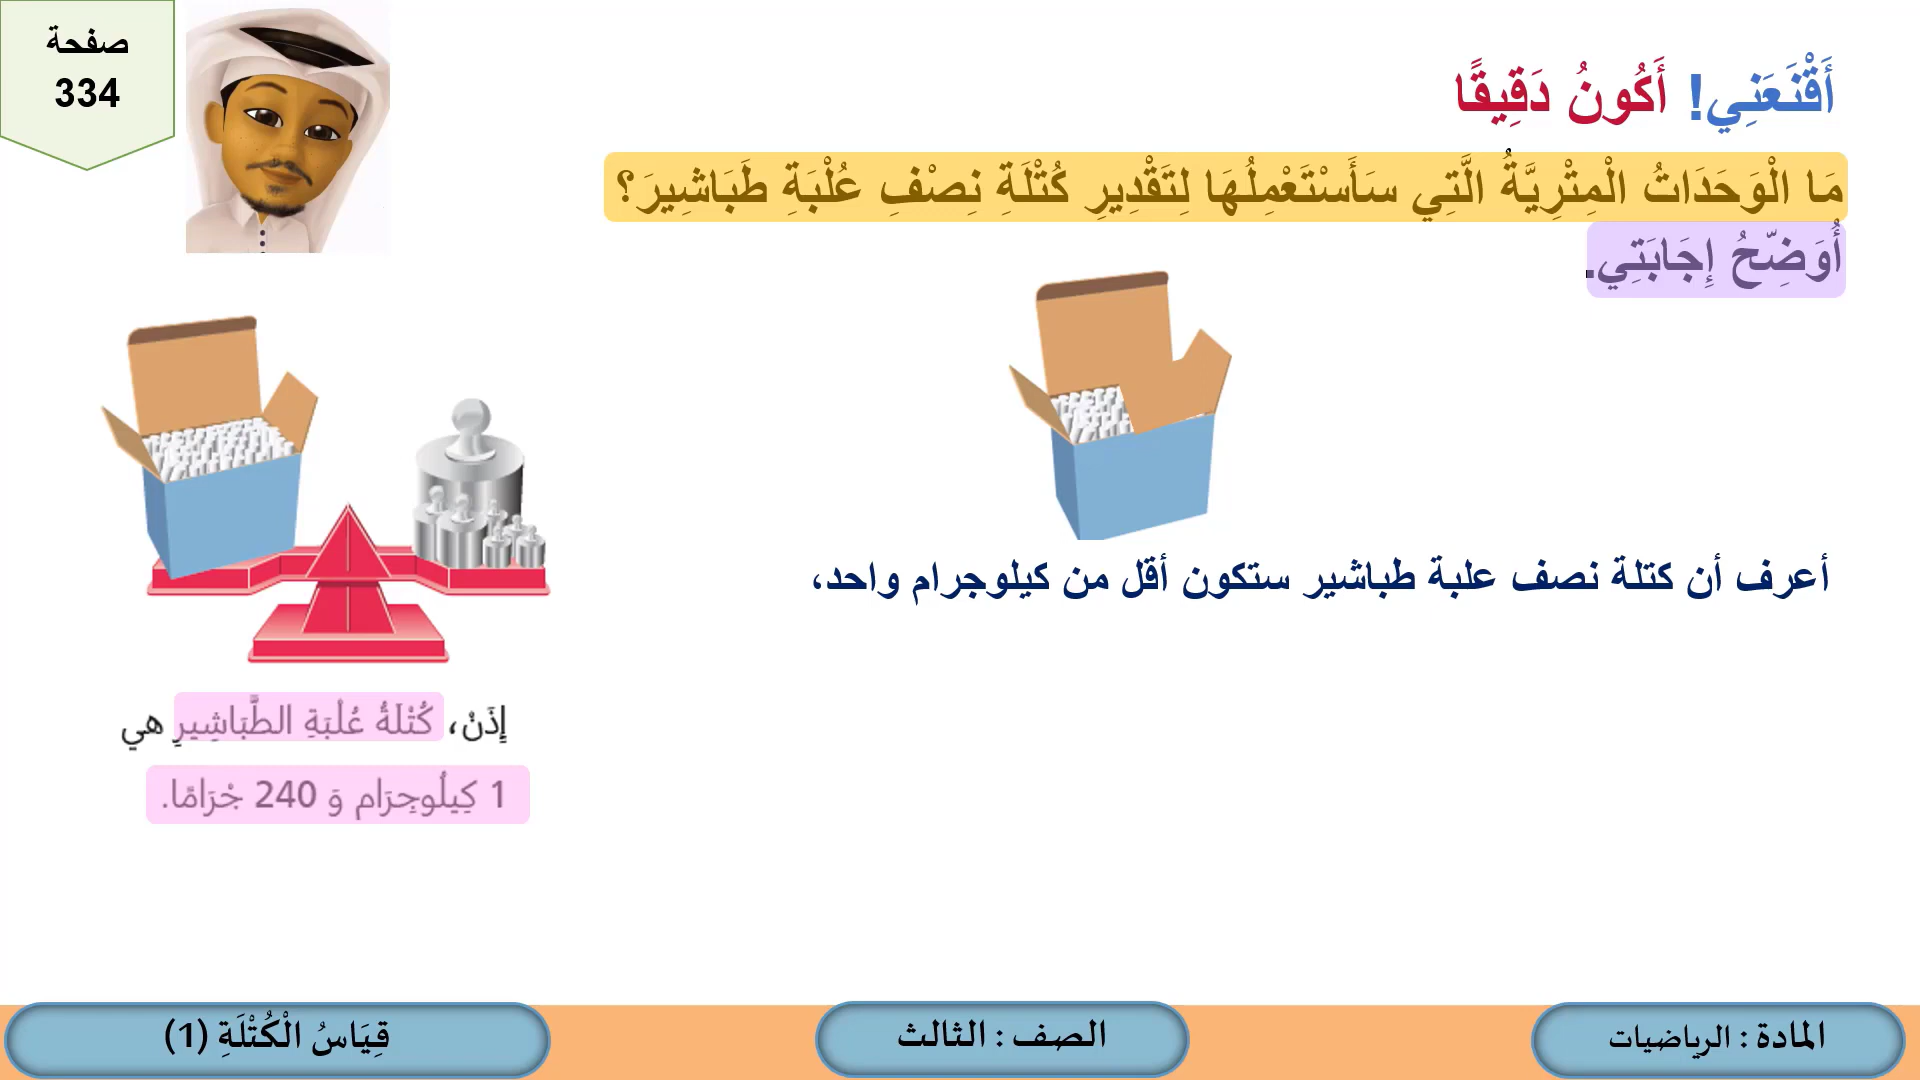 صفحة
334
أَقْنَعَنِي! أَكُونُ دَقِيقًا
مَا الْوَحَدَاتُ الْمِتْرِيَّةُ الَّتِي سَأَسْتَعْمِلُهَا لِتَقْدِيرِ كُتْلَةِ نِصْفِ عُلْبَةِ طَبَاشِيرَ؟
أُوَضِّحُ إِجَابَتِي.
أعرف أن كتلة نصف علبة طباشير ستكون أقل من كيلوجرام واحد،
إِذَنْ، كُتْلَةُ عُلْبَةِ الطَّبَاشِيرِ هي
1 كِيلُوجِرَام وَ 240 جْرَامًا.
المادة : الرياضيات
الصف : الثالث
قِيَاسُ الْكُتْلَةِ (1)